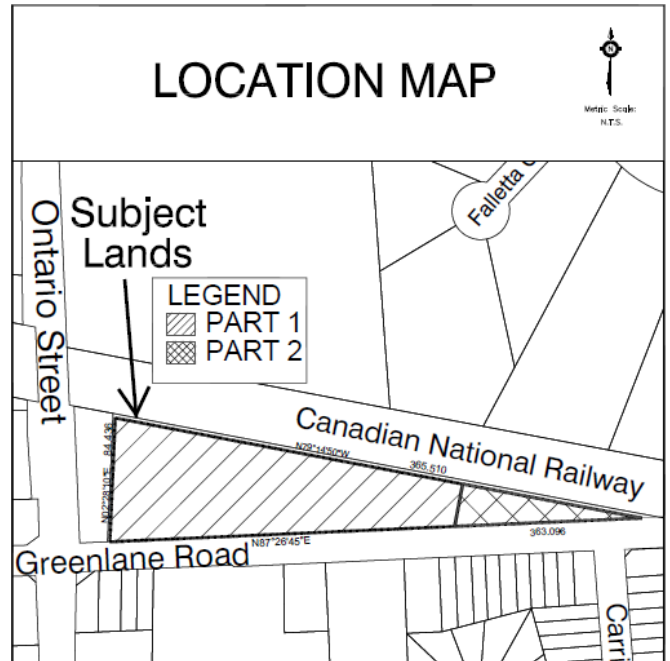 LOCATION MAP
N
Metric Scale:
N.T.S.
Falletta
Ontario Street
Subject
Lands
LEGEND
PART 1
PART 2
Canadian National Railway
N29°14'50"W
365.510
84.436
N02°28'10"E
N87°26'45"E
363.096
Greenlane Road
Carri